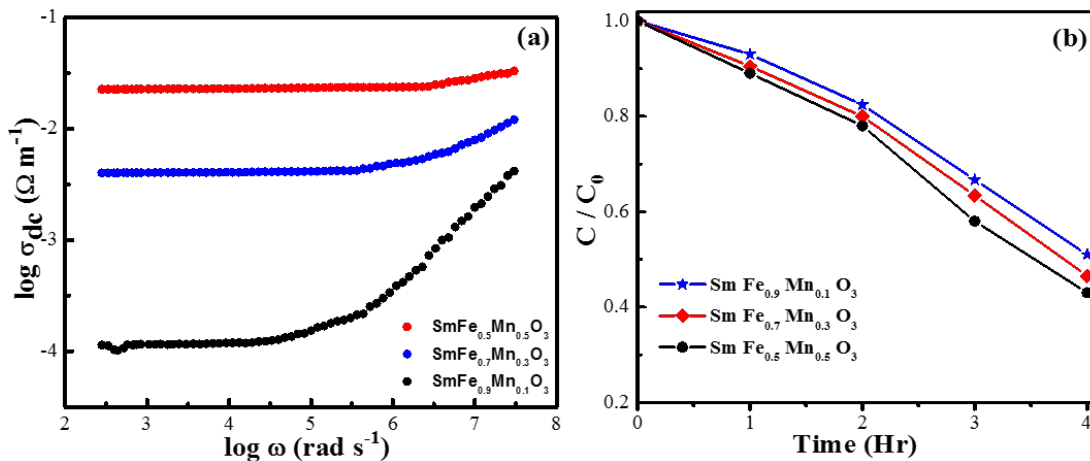 (a)
-1
-2
-3
-4
log σdc (Ω m-1)
SmFe0.5Mn0.5O3
SmFe0.7Mn0.3O3
SmFe0.9Mn0.1O3
2 3 4 5 6 7 8
log ω (rad s-1)
(b)
1.0
0.8
0.6
0.4
0.2
C / C0
Sm Fe0.9 Mn0.1 O3
Sm Fe0.7 Mn0.3 O3
Sm Fe0.5 Mn0.5 O3
0 1 2 3 4
Time (Hr)